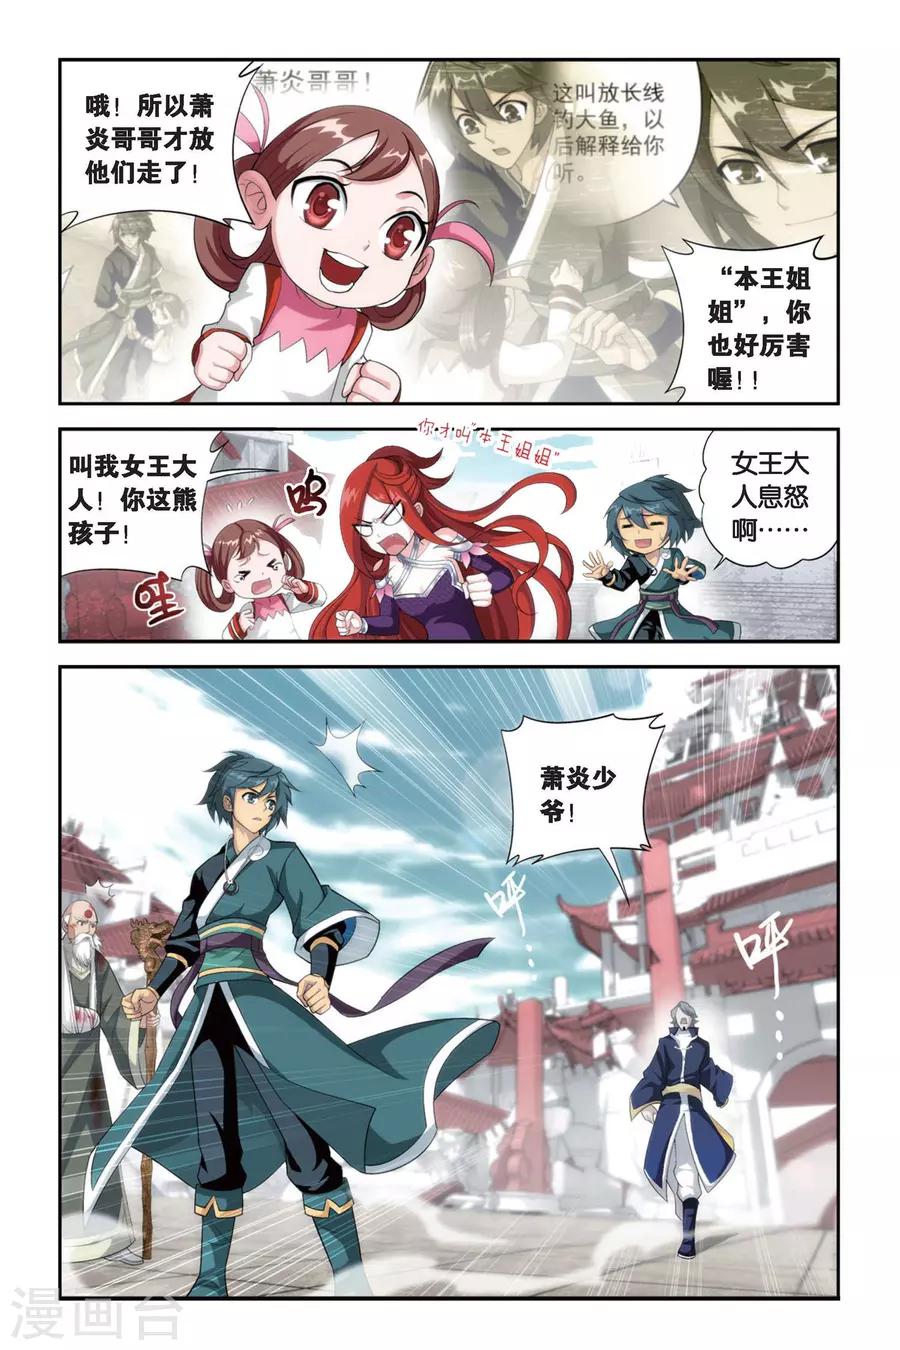 哦！所以萧
炎哥哥才放
他们走了！
萧炎哥哥！
这叫放长线
钓大鱼，以
后解释给你
听。
“本王姐
姐”，你
也好厉害
喔！！
你才叫“本王姐姐”
叫我女王大
人！你这熊
孩子！
呜
哇
女王大
人息怒
啊……
萧炎少
爷！
呼…
呼…
漫画台